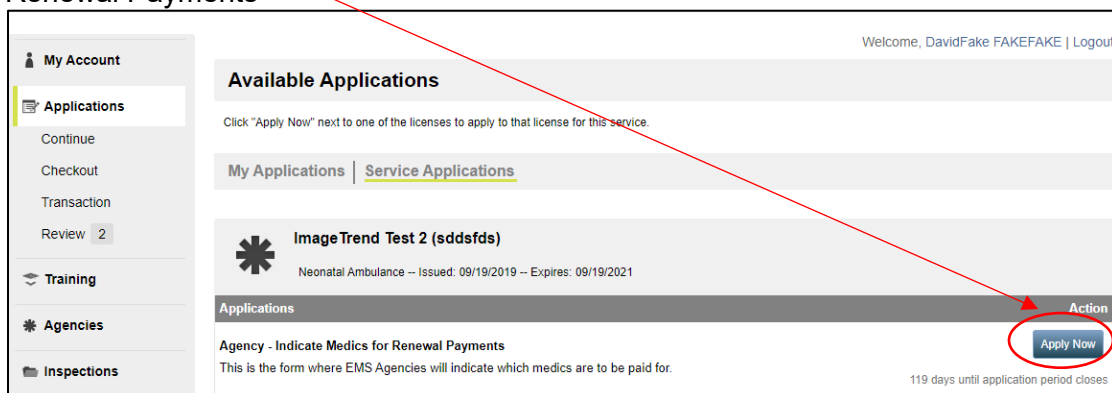 Renewal Payments
Welcome, DavidFake FAKEFAKE | Logout
My Account
Applications
Continue
Checkout
Transaction
Review 2
Training
Agencies
Inspections
Available Applications
Click "Apply Now" next to one of the licenses to apply to that license for this service.
My Applications | Service Applications
ImageTrend Test 2 (sddsfds)
Neonatal Ambulance -- Issued: 09/19/2019 -- Expires: 09/19/2021
Applications Action
Agency - Indicate Medics for Renewal Payments Apply Now
This is the form where EMS Agencies will indicate which medics are to be paid for.
119 days until application period closes